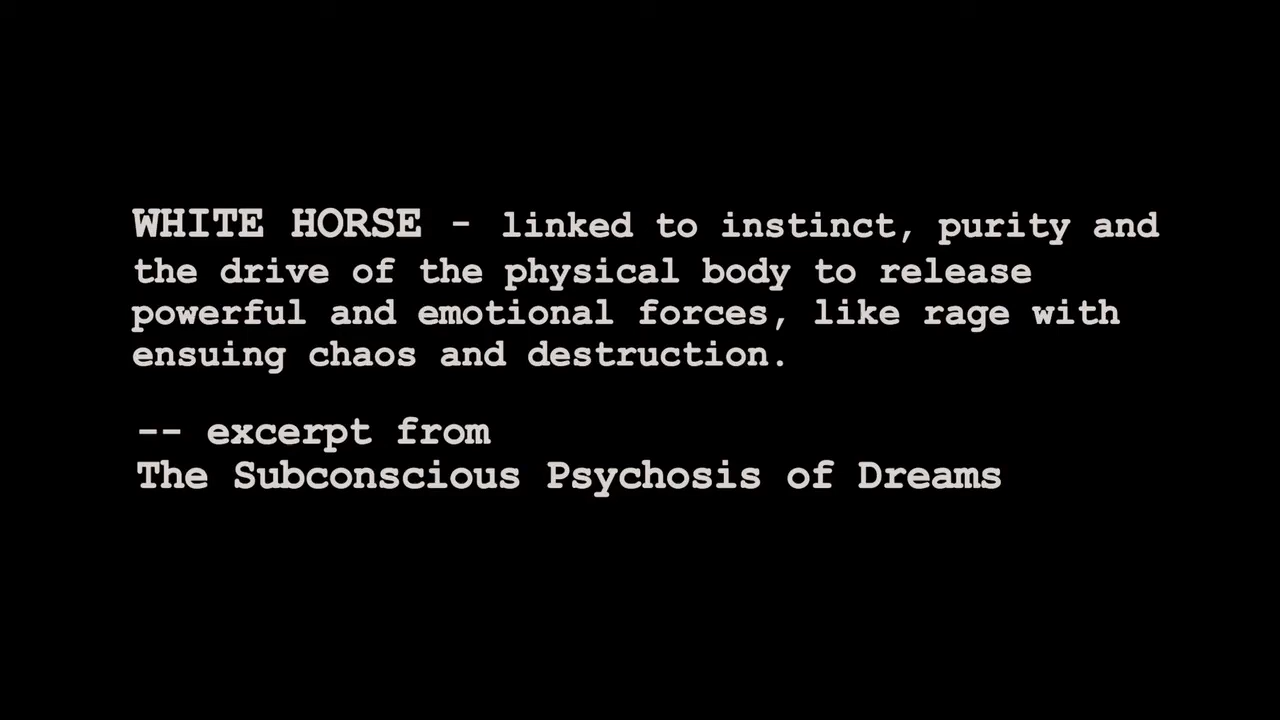 WHITE HORSE - linked to instinct, purity and
the drive of the physical body to release
powerful and emotional forces, like rage with
ensuing chaos and destruction.
-- excerpt from
The Subconscious Psychosis of Dreams